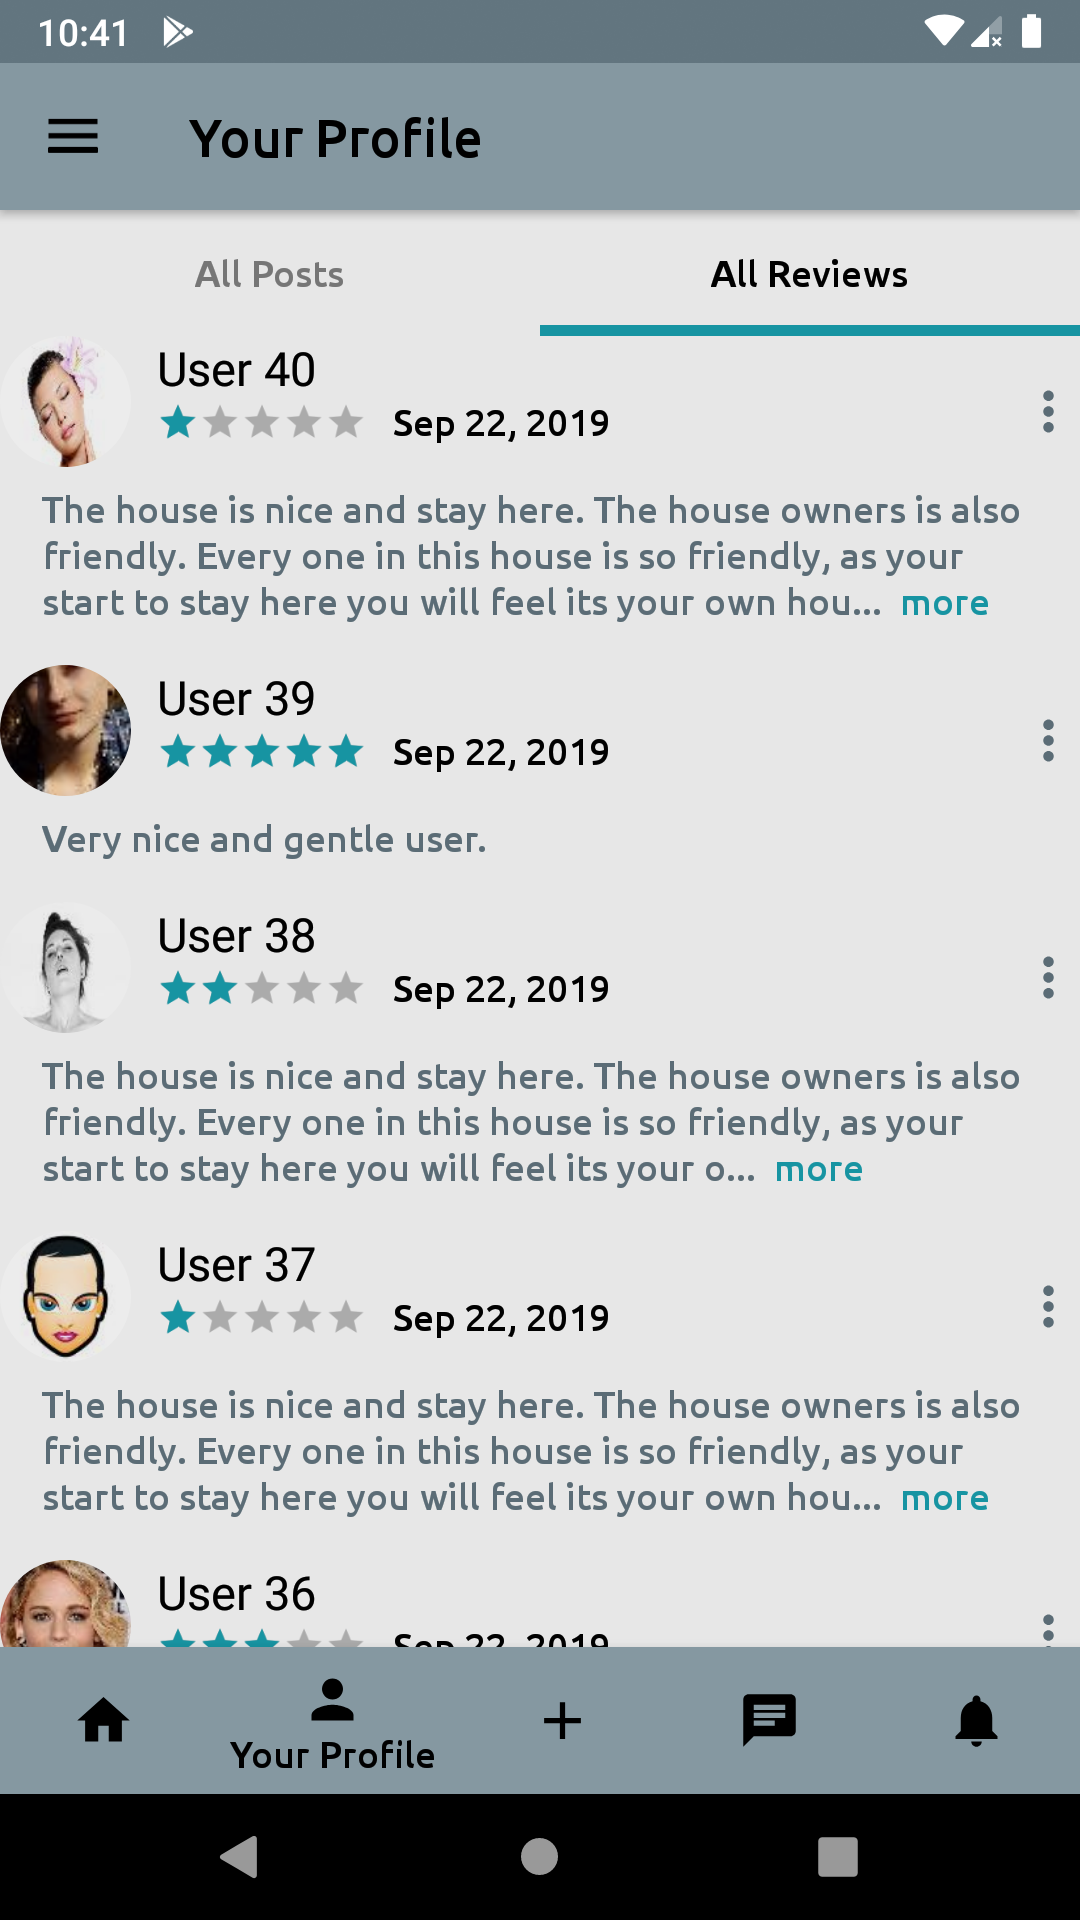 10:41
Your Profile
All Posts
All Reviews
User 40
Sep 22, 2019
The house is nice and stay here. The house owners is also
friendly. Every one in this house is so friendly, as your
start to stay here you will feel its your own hou... more
User 39
Sep 22, 2019
Very nice and gentle user.
User 38
Sep 22, 2019
The house is nice and stay here. The house owners is also
friendly. Every one in this house is so friendly, as your
start to stay here you will feel its your o... more
User 37
Sep 22, 2019
The house is nice and stay here. The house owners is also
friendly. Every one in this house is so friendly, as your
start to stay here you will feel its your own hou... more
User 36
Sep 22, 2019
Your Profile